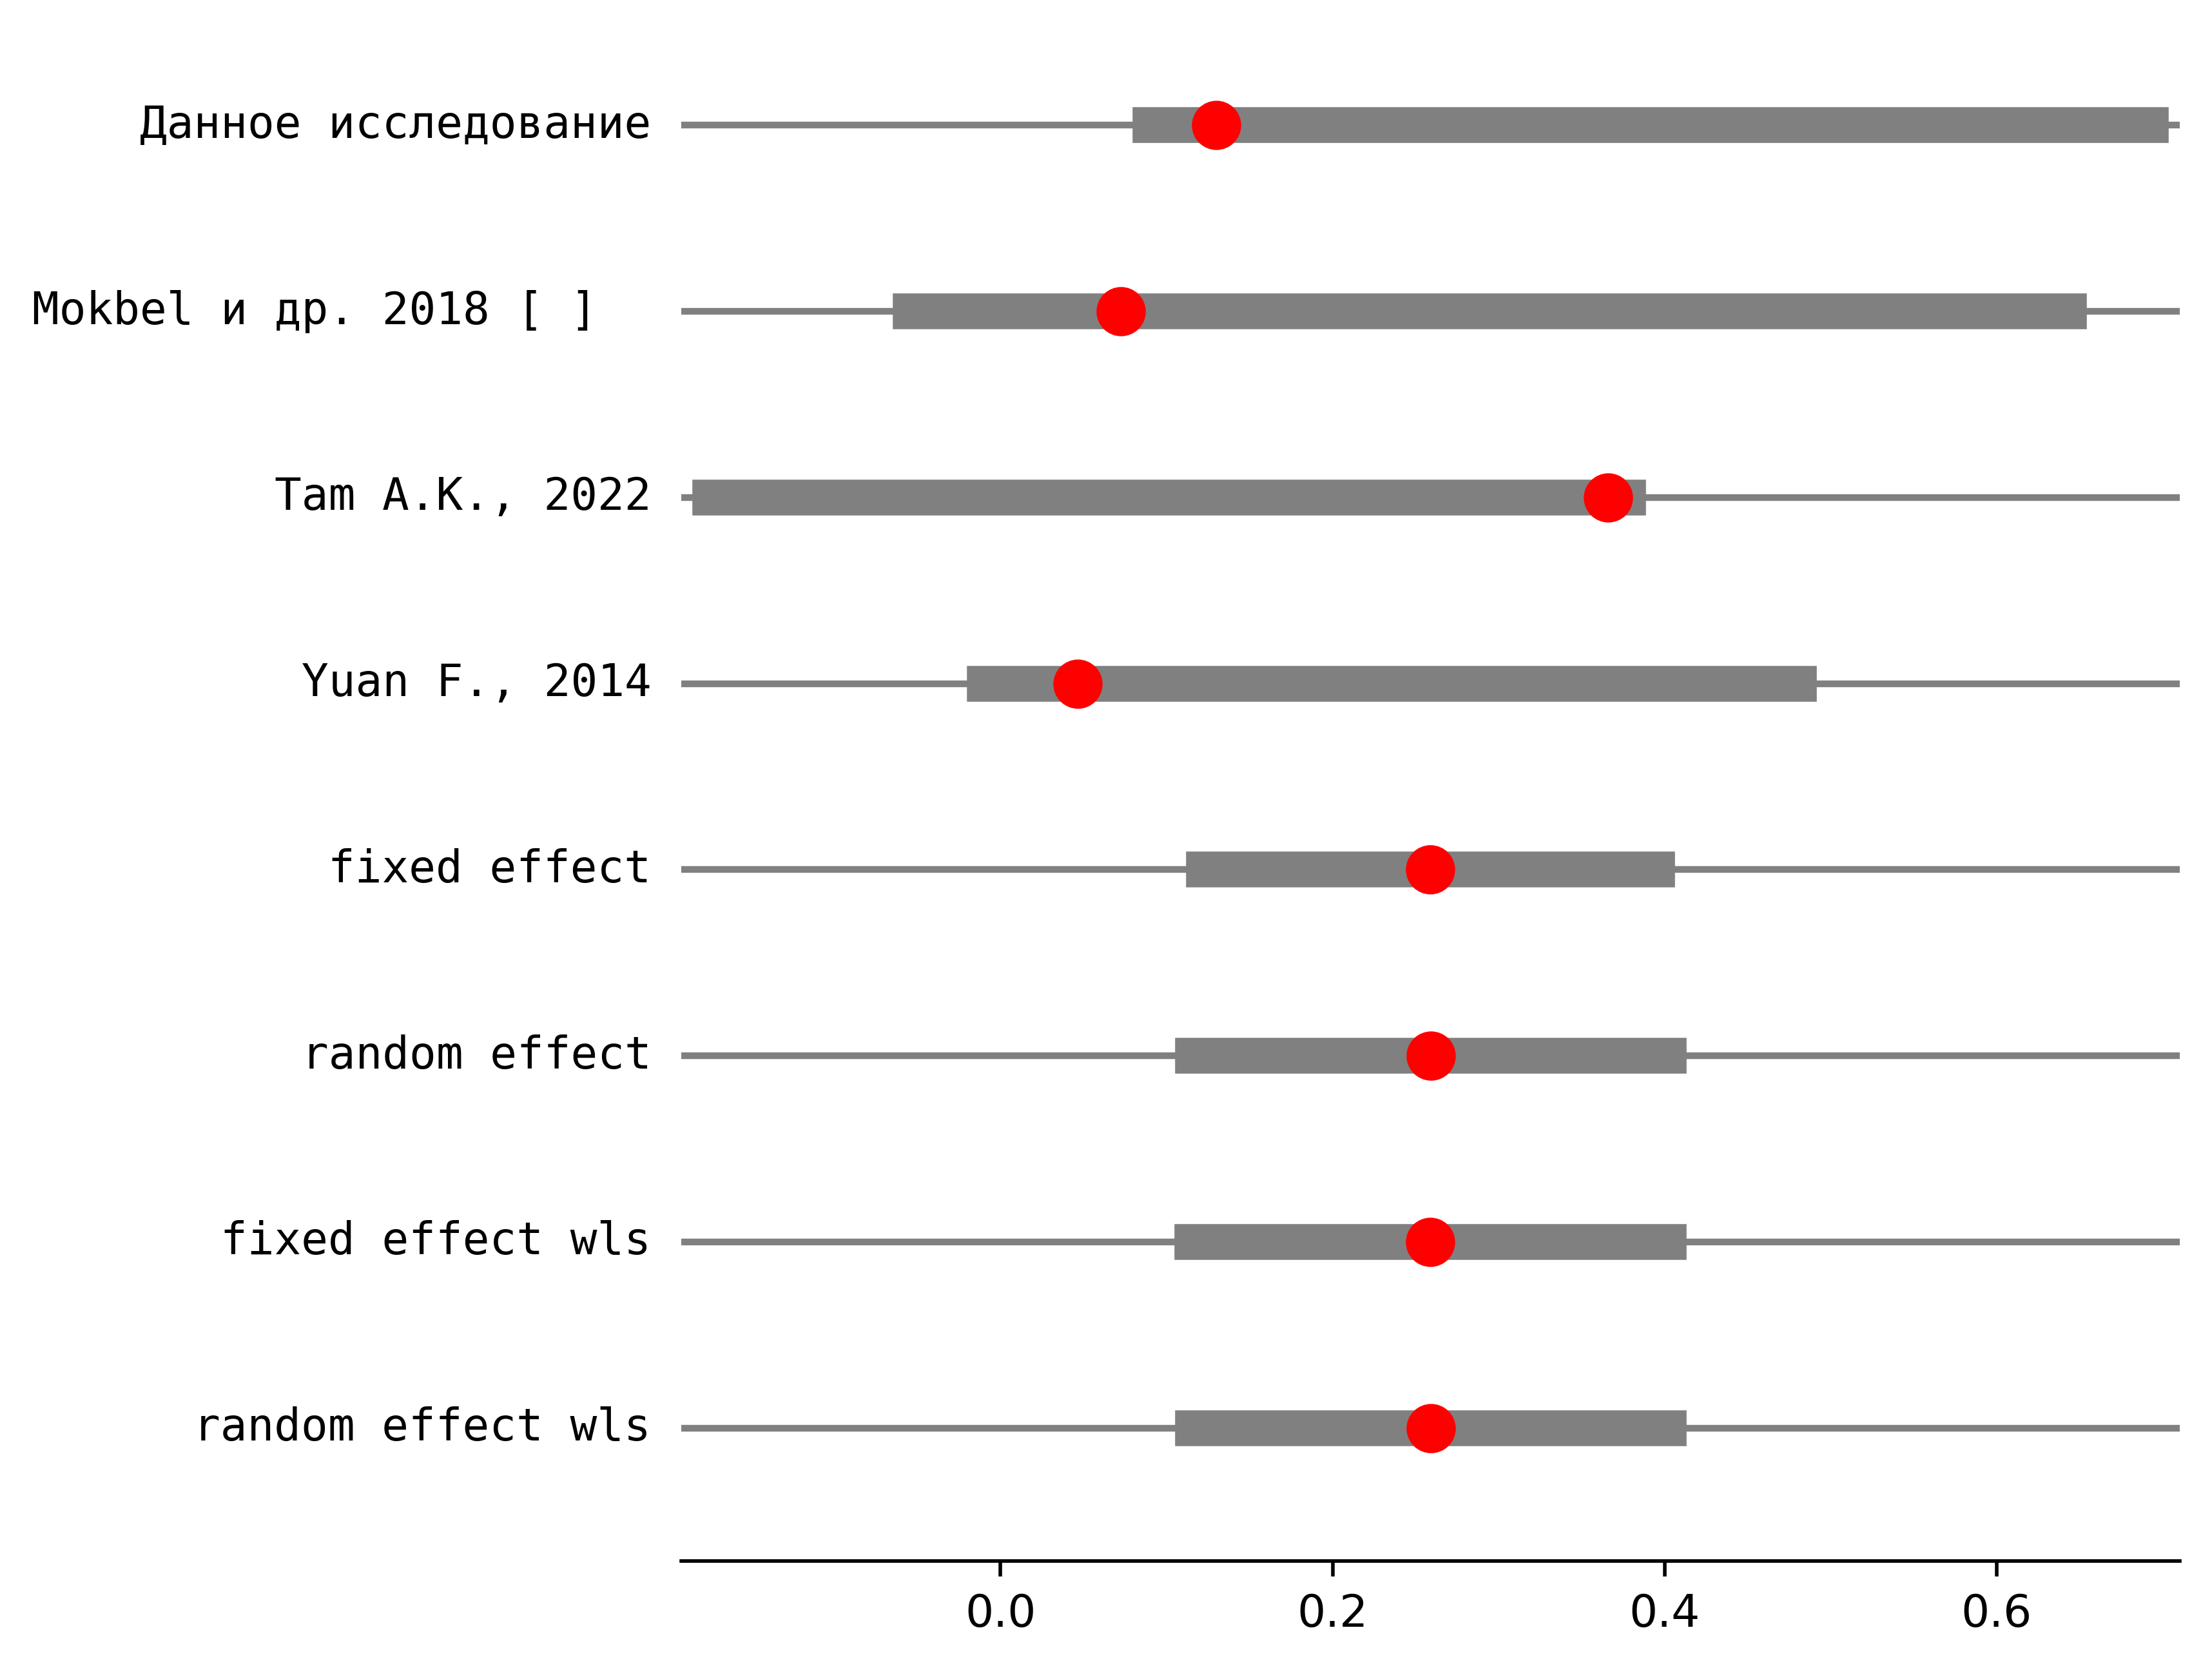 Данное исследование
Mokbel и др. 2018 [ ]
Tam A.K., 2022
Yuan F., 2014
fixed effect
random effect
fixed effect wls
random effect wls
0.0 0.2 0.4 0.6